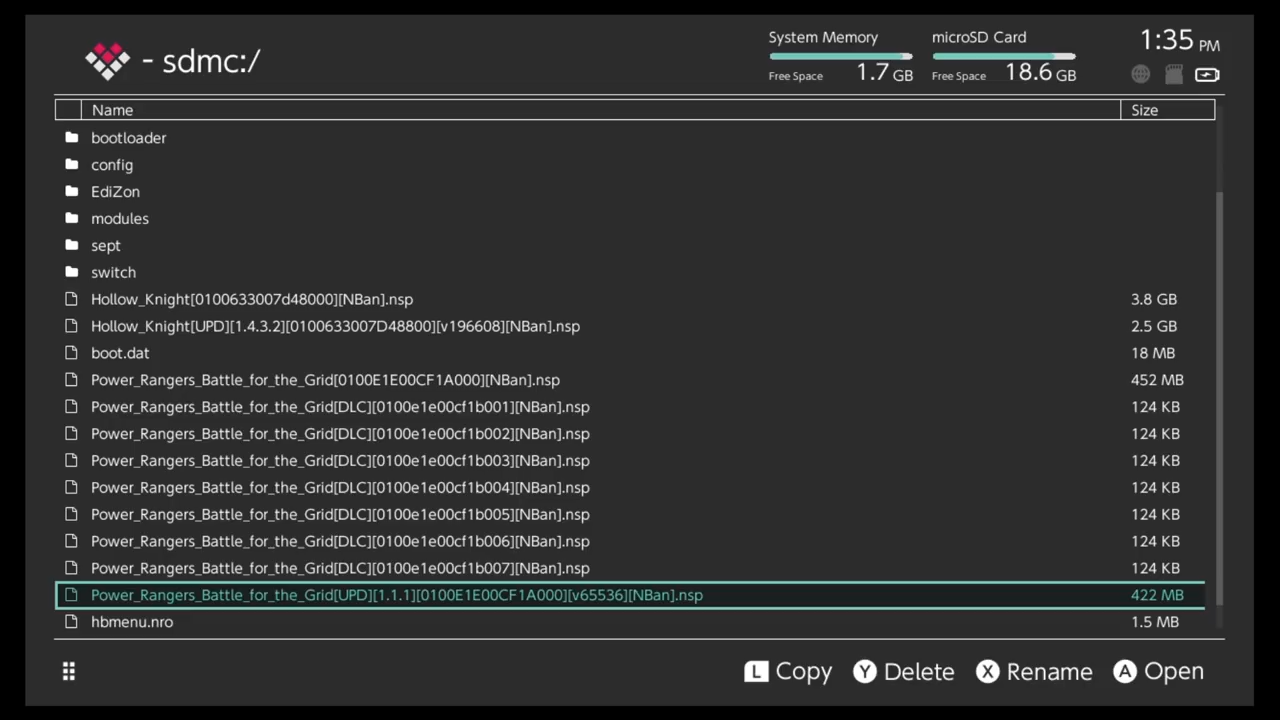 - sdmc:/
System Memory
Free Space 1.7 GB
microSD Card
Free Space 18.6 GB
1:35 PM
Name Size
bootloader
config
EdiZon
modules
sept
switch
Hollow_Knight[0100633007d48000][NBan].nsp 3.8 GB
Hollow_Knight[UPD][1.4.3.2][0100633007D48800][v196608][NBan].nsp 2.5 GB
boot.dat 18 MB
Power_Rangers_Battle_for_the_Grid[0100E1E00CF1A000][NBan].nsp 452 MB
Power_Rangers_Battle_for_the_Grid[DLC][0100e1e00cf1b001][NBan].nsp 124 KB
Power_Rangers_Battle_for_the_Grid[DLC][0100e1e00cf1b002][NBan].nsp 124 KB
Power_Rangers_Battle_for_the_Grid[DLC][0100e1e00cf1b003][NBan].nsp 124 KB
Power_Rangers_Battle_for_the_Grid[DLC][0100e1e00cf1b004][NBan].nsp 124 KB
Power_Rangers_Battle_for_the_Grid[DLC][0100e1e00cf1b005][NBan].nsp 124 KB
Power_Rangers_Battle_for_the_Grid[DLC][0100e1e00cf1b006][NBan].nsp 124 KB
Power_Rangers_Battle_for_the_Grid[DLC][0100e1e00cf1b007][NBan].nsp 124 KB
Power_Rangers_Battle_for_the_Grid[UPD][1.1.1][0100E1E00CF1A000][v65536][NBan].nsp 422 MB
hbmenu.nro 1.5 MB
L Copy Y Delete X Rename A Open